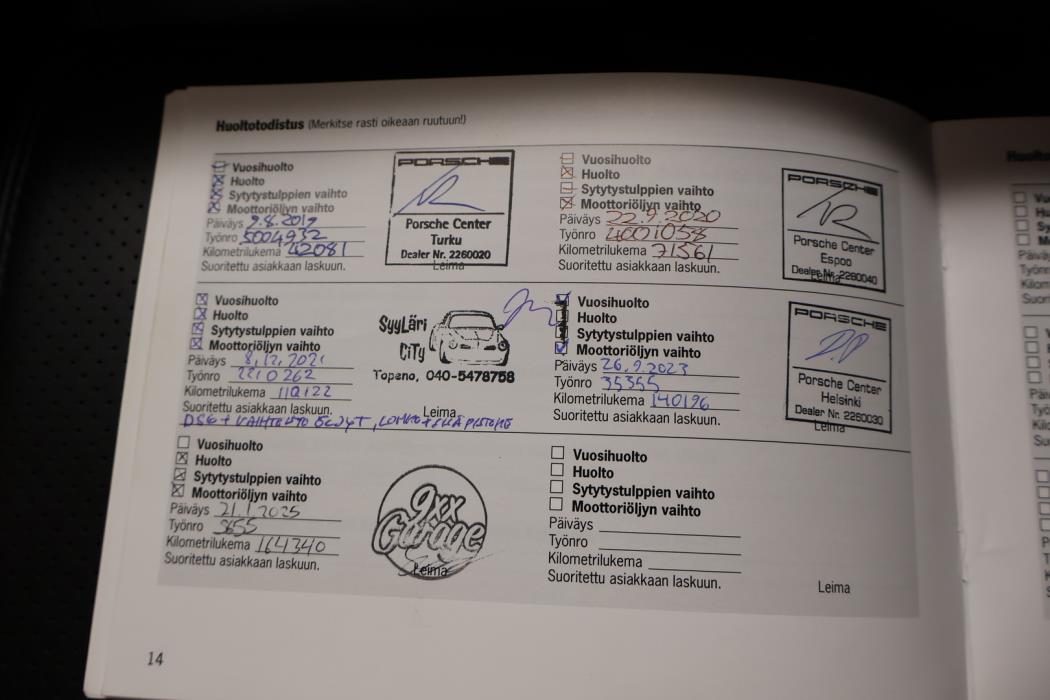 Huoltotodistus (Merkitse rasti oikeaan ruutuun!)
Vuosihuolto
Huolto
Sytytystulppien vaihto
Moottoriöljyn vaihto
Päiväys 9.8.2019
Työnro 5004932
Kilometrilukema 42081
Suoritettu asiakkaan laskuun.
PORSCHE
Porsche Center
Turku
Dealer Nr. 2260020
Leima
Vuosihuolto
Huolto
Sytytystulppien vaihto
Moottoriöljyn vaihto
Päiväys 22.9.2020
Työnro 4001058
Kilometrilukema 71561
Suoritettu asiakkaan laskuun.
PORSCHE
Porsche Center
Espoo
Dealer Nr. 2260040
Leima
Vuosihuolto
Huolto
Sytytystulppien vaihto
Moottoriöljyn vaihto
Päiväys 8.12.2021
Työnro 2210262
Kilometrilukema 110122
Suoritettu asiakkaan laskuun.
SyyLäri
CiTy
Topeno, 040-5478758
Leima
Vuosihuolto
Huolto
Sytytystulppien vaihto
Moottoriöljyn vaihto
Päiväys 26.9.2023
Työnro 35355
Kilometrilukema 140196
Suoritettu asiakkaan laskuun.
PORSCHE
Porsche Center
Helsinki
Dealer Nr. 2260030
Leima
Vuosihuolto
Huolto
Sytytystulppien vaihto
Moottoriöljyn vaihto
Päiväys 21.1.2025
Työnro 3655
Kilometrilukema 164340
Suoritettu asiakkaan laskuun.
9xx
Garage
Leima
Vuosihuolto
Huolto
Sytytystulppien vaihto
Moottoriöljyn vaihto
Päiväys
Työnro
Kilometrilukema
Suoritettu asiakkaan laskuun.
Leima
14